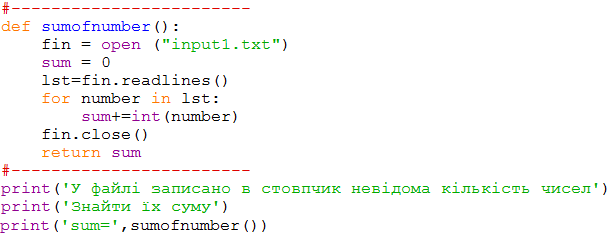 #------------------------
def sumofnumber():
    fin = open ("input1.txt")
    sum = 0
    lst=fin.readlines()
    for number in lst:
        sum+=int(number)
    fin.close()
    return sum
#------------------------
print('У файлі записано в стовпчик невідома кількість чисел')
print('Знайти їх суму')
print('sum=',sumofnumber())